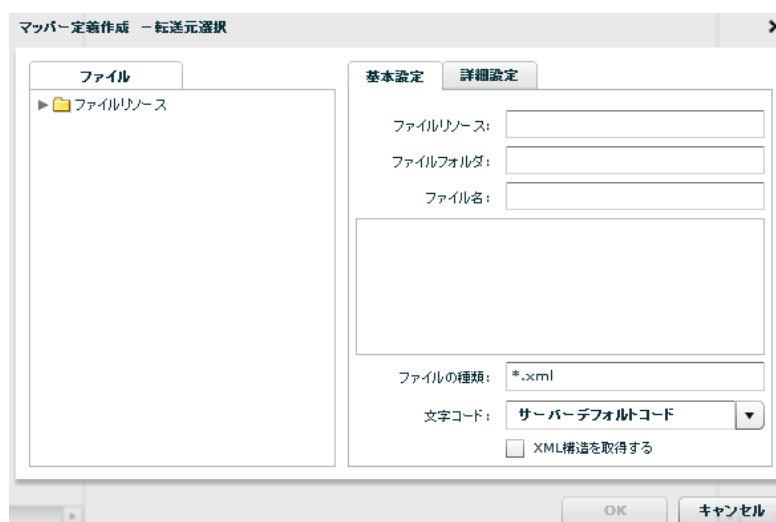 マッパー定義作成 －転送元選択
ファイル
ファイルリソース
基本設定 詳細設定
ファイルリソース:
ファイルフォルダ:
ファイル名:
ファイルの種類: *.xml
文字コード: サーバーデフォルトコード
XML構造を取得する
OK キャンセル